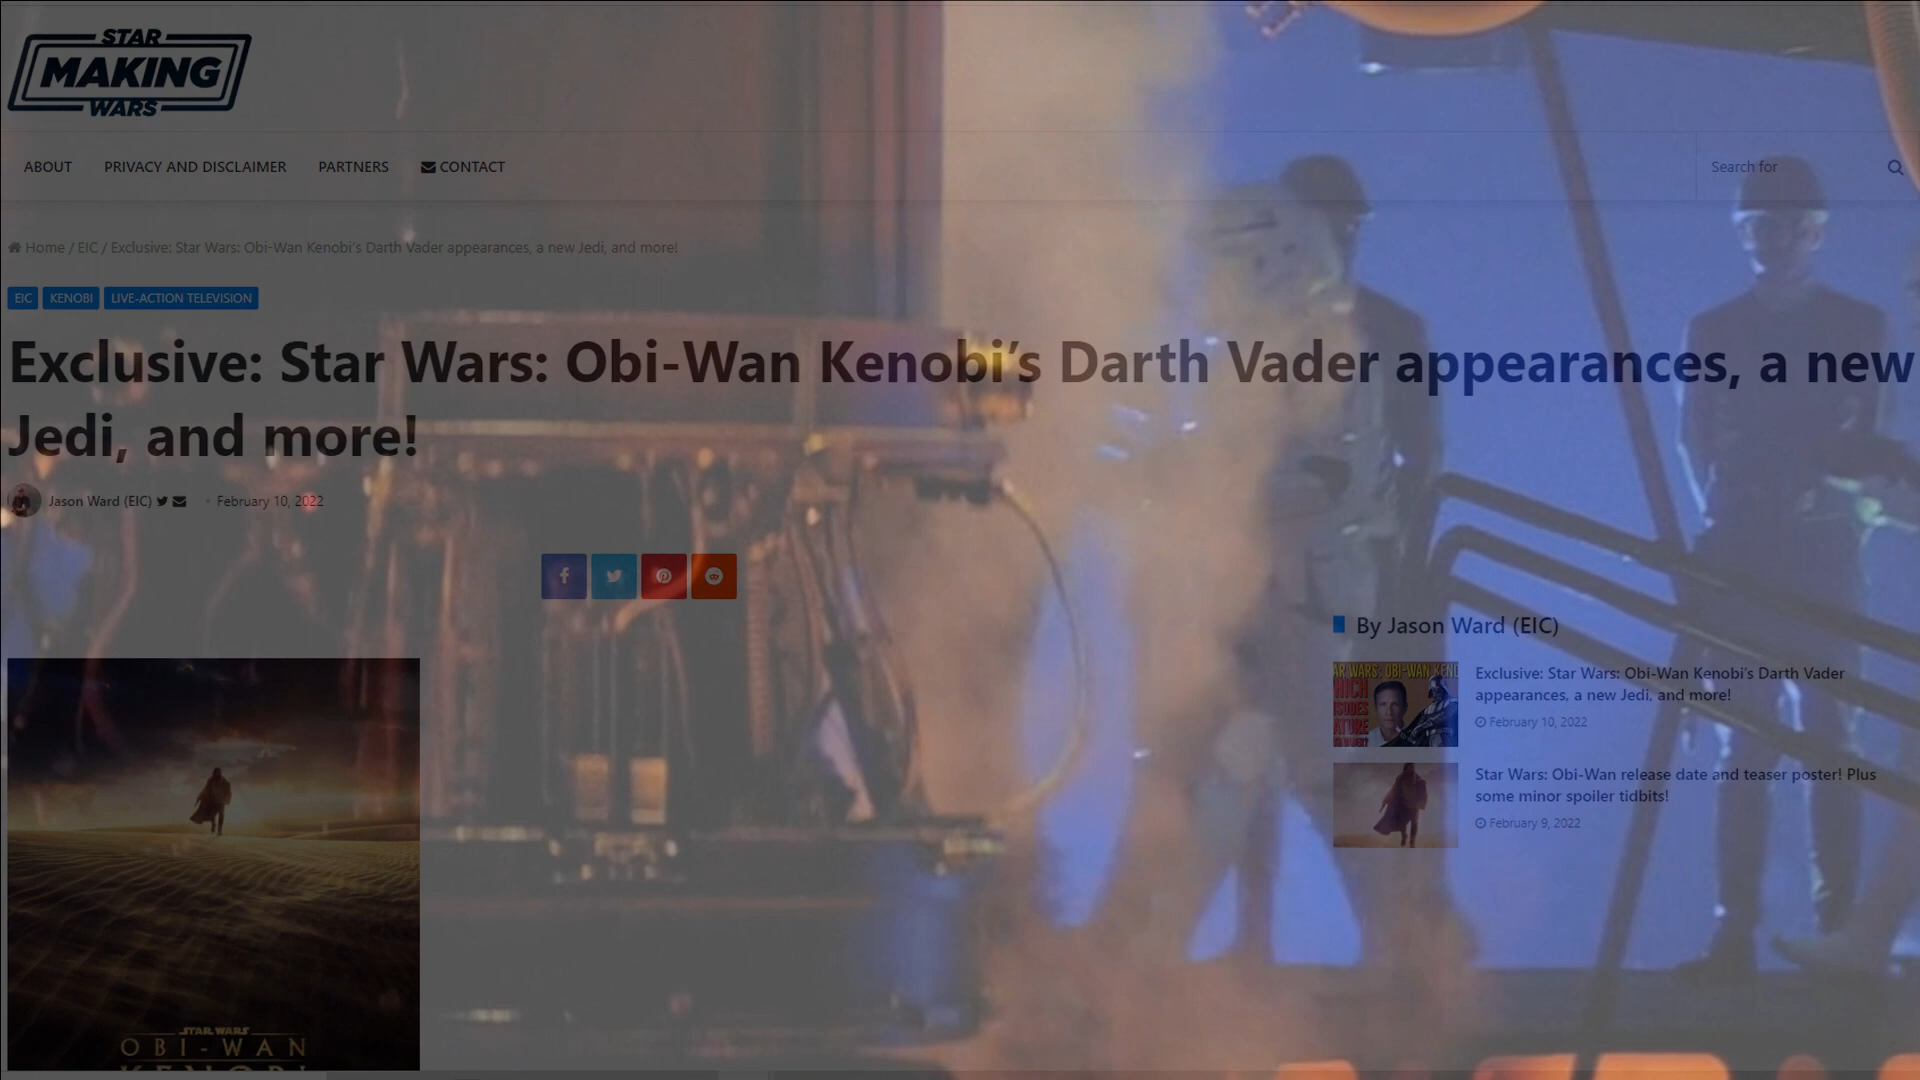 STAR
MAKING
WARS
ABOUT PRIVACY AND DISCLAIMER PARTNERS CONTACT
Search for
Home / EIC / Exclusive: Star Wars: Obi-Wan Kenobi's Darth Vader appearances, a new Jedi, and more!
EIC KENOBI LIVE-ACTION TELEVISION
Exclusive: Star Wars: Obi-Wan Kenobi's Darth Vader appearances, a new
Jedi, and more!
Jason Ward (EIC) February 10, 2022
By Jason Ward (EIC)
Exclusive: Star Wars: Obi-Wan Kenobi's Darth Vader
appearances, a new Jedi, and more!
February 10, 2022
Star Wars: Obi-Wan release date and teaser poster! Plus
some minor spoiler tidbits!
February 9, 2022
STAR WARS
OBI-WAN
KENOBI